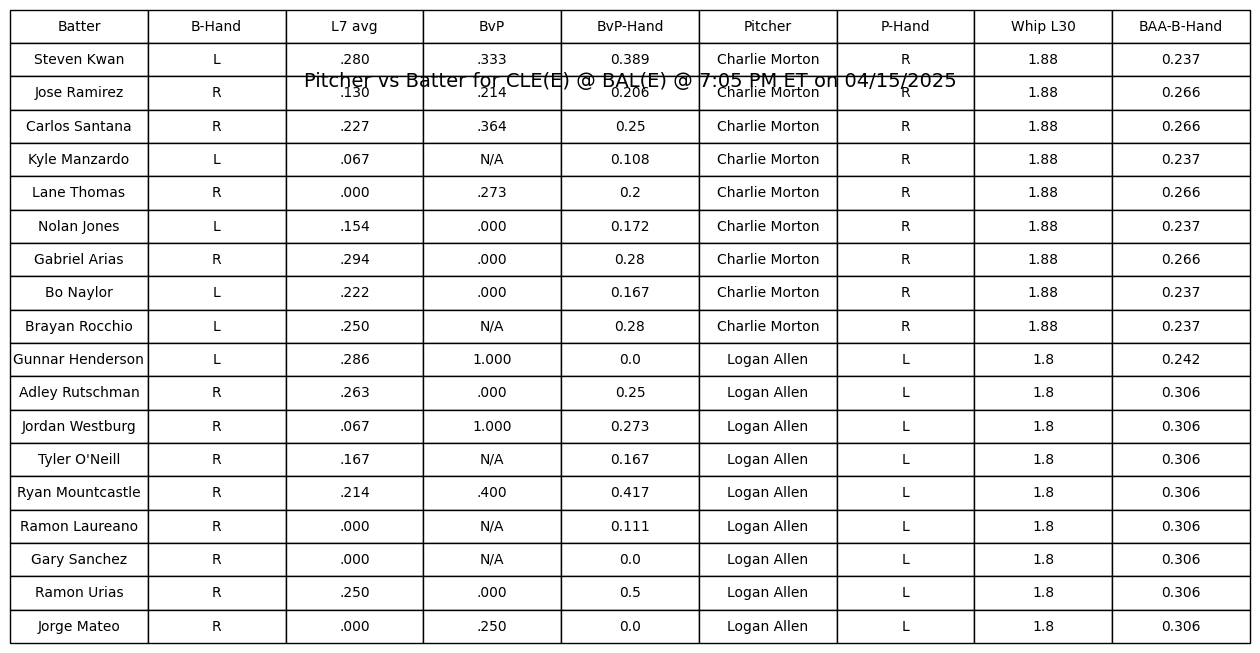 Batter B-Hand L7 avg BvP BvP-Hand Pitcher P-Hand Whip L30 BAA-B-Hand
Steven Kwan L .280 .333 0.389 Charlie Morton R 1.88 0.237
Pitcher vs Batter for CLE(E) @ BAL(E) @ 7:05 PM ET on 04/15/2025
Jose Ramirez R .130 .214 0.206 Charlie Morton R 1.88 0.266
Carlos Santana R .227 .364 0.25 Charlie Morton R 1.88 0.266
Kyle Manzardo L .067 N/A 0.108 Charlie Morton R 1.88 0.237
Lane Thomas R .000 .273 0.2 Charlie Morton R 1.88 0.266
Nolan Jones L .154 .000 0.172 Charlie Morton R 1.88 0.237
Gabriel Arias R .294 .000 0.28 Charlie Morton R 1.88 0.266
Bo Naylor L .222 .000 0.167 Charlie Morton R 1.88 0.237
Brayan Rocchio L .250 N/A 0.28 Charlie Morton R 1.88 0.237
Gunnar Henderson L .286 1.000 0.0 Logan Allen L 1.8 0.242
Adley Rutschman R .263 .000 0.25 Logan Allen L 1.8 0.306
Jordan Westburg R .067 1.000 0.273 Logan Allen L 1.8 0.306
Tyler O'Neill R .167 N/A 0.167 Logan Allen L 1.8 0.306
Ryan Mountcastle R .214 .400 0.417 Logan Allen L 1.8 0.306
Ramon Laureano R .000 N/A 0.111 Logan Allen L 1.8 0.306
Gary Sanchez R .000 N/A 0.0 Logan Allen L 1.8 0.306
Ramon Urias R .250 .000 0.5 Logan Allen L 1.8 0.306
Jorge Mateo R .000 .250 0.0 Logan Allen L 1.8 0.306